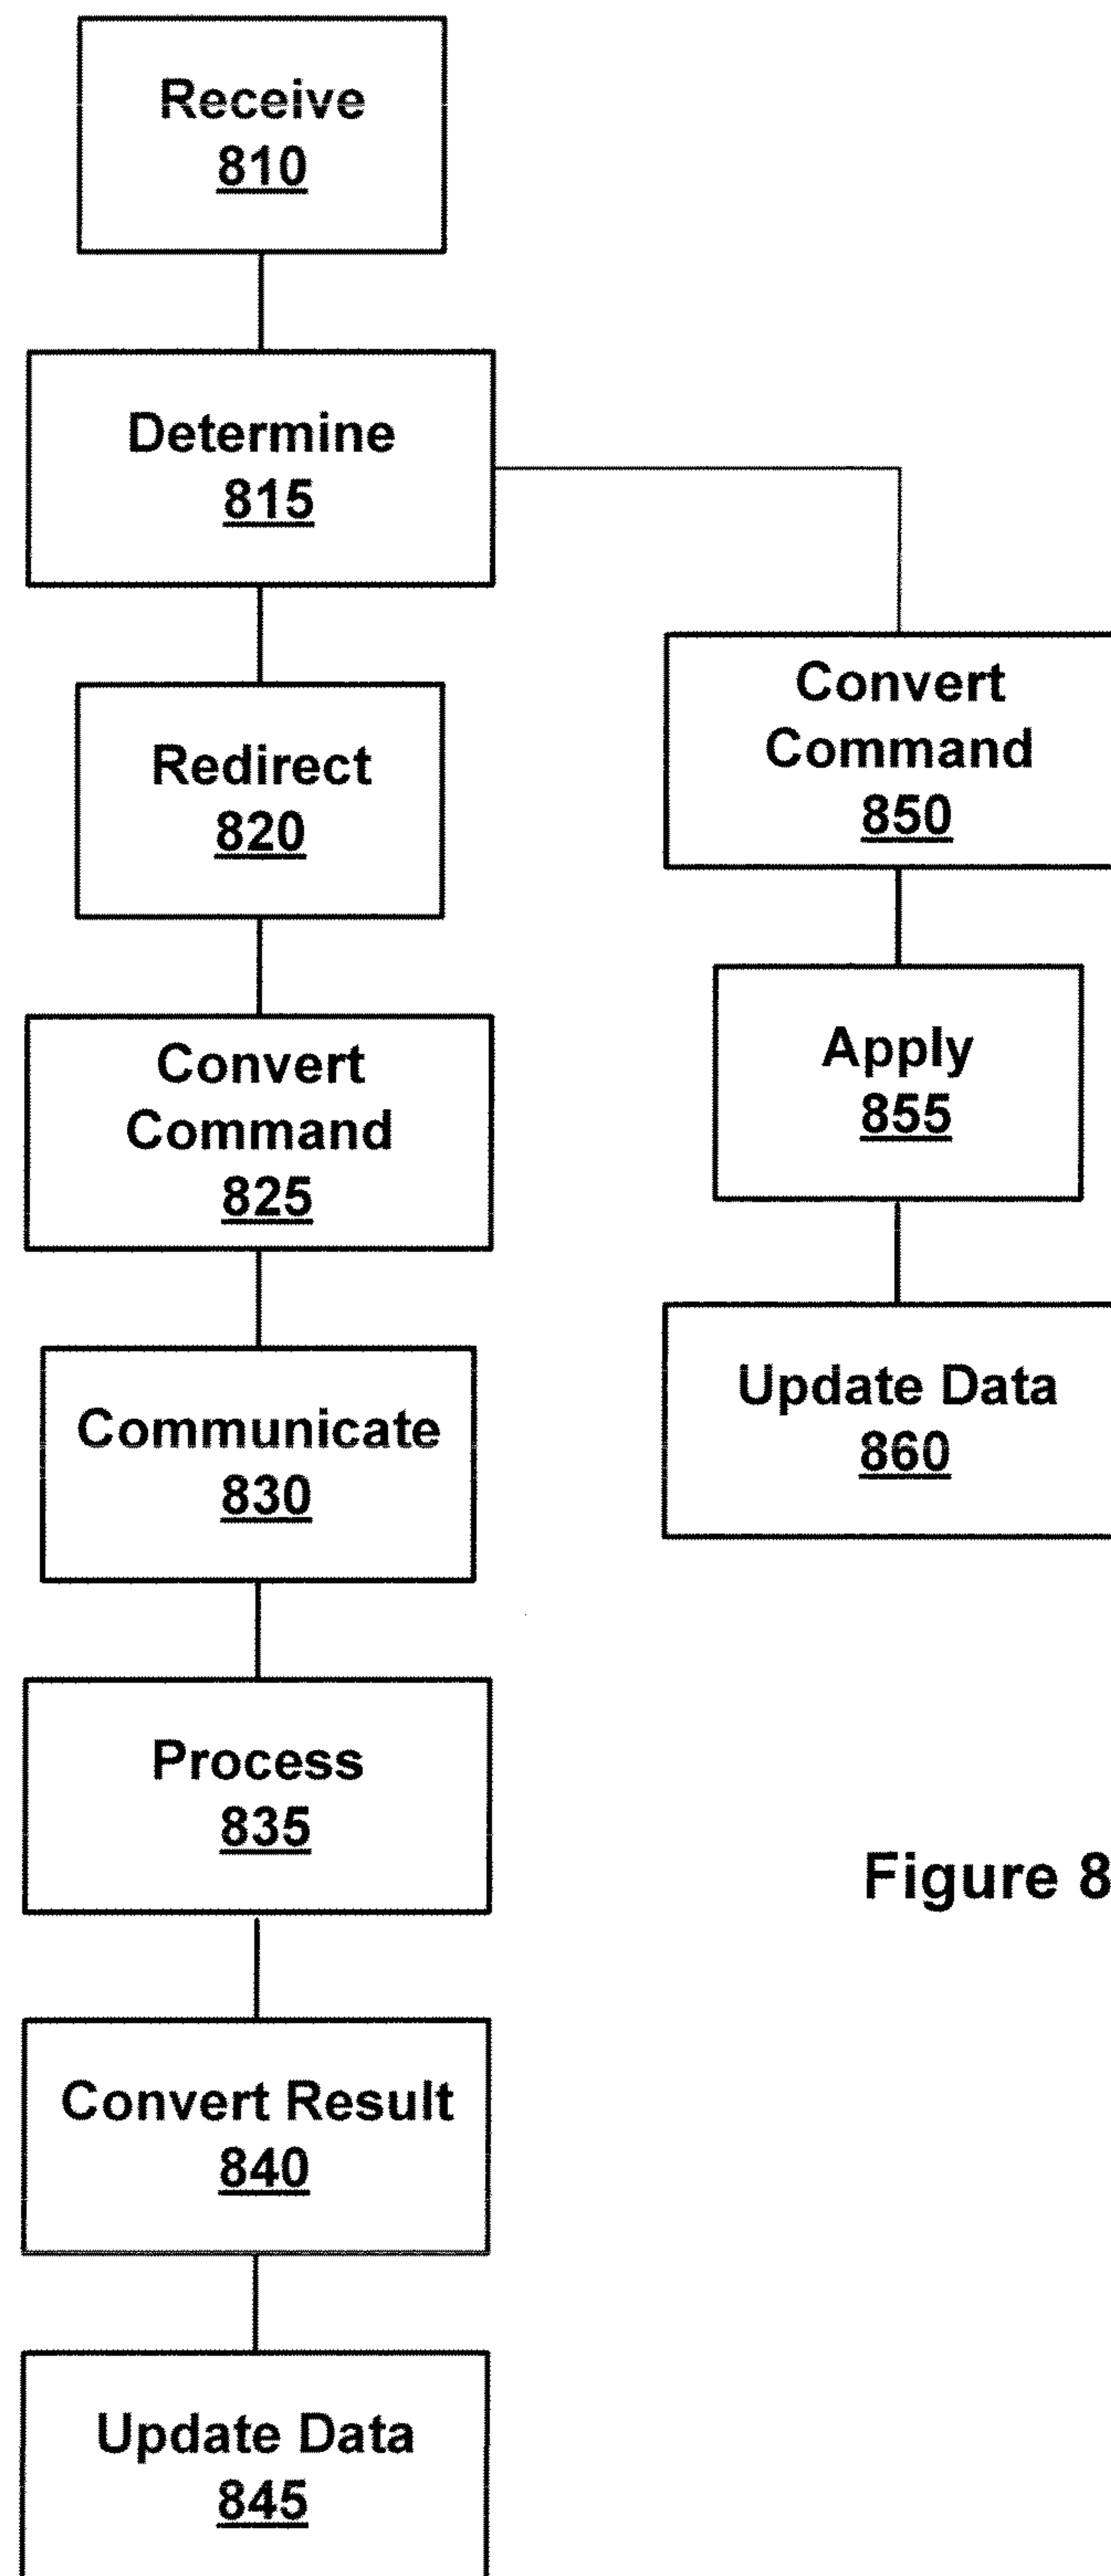 Receive
810
Determine
815
Redirect
820
Convert
Command
825
Communicate
830
Process
835
Convert Result
840
Update Data
845
Convert
Command
850
Apply
855
Update Data
860
Figure 8